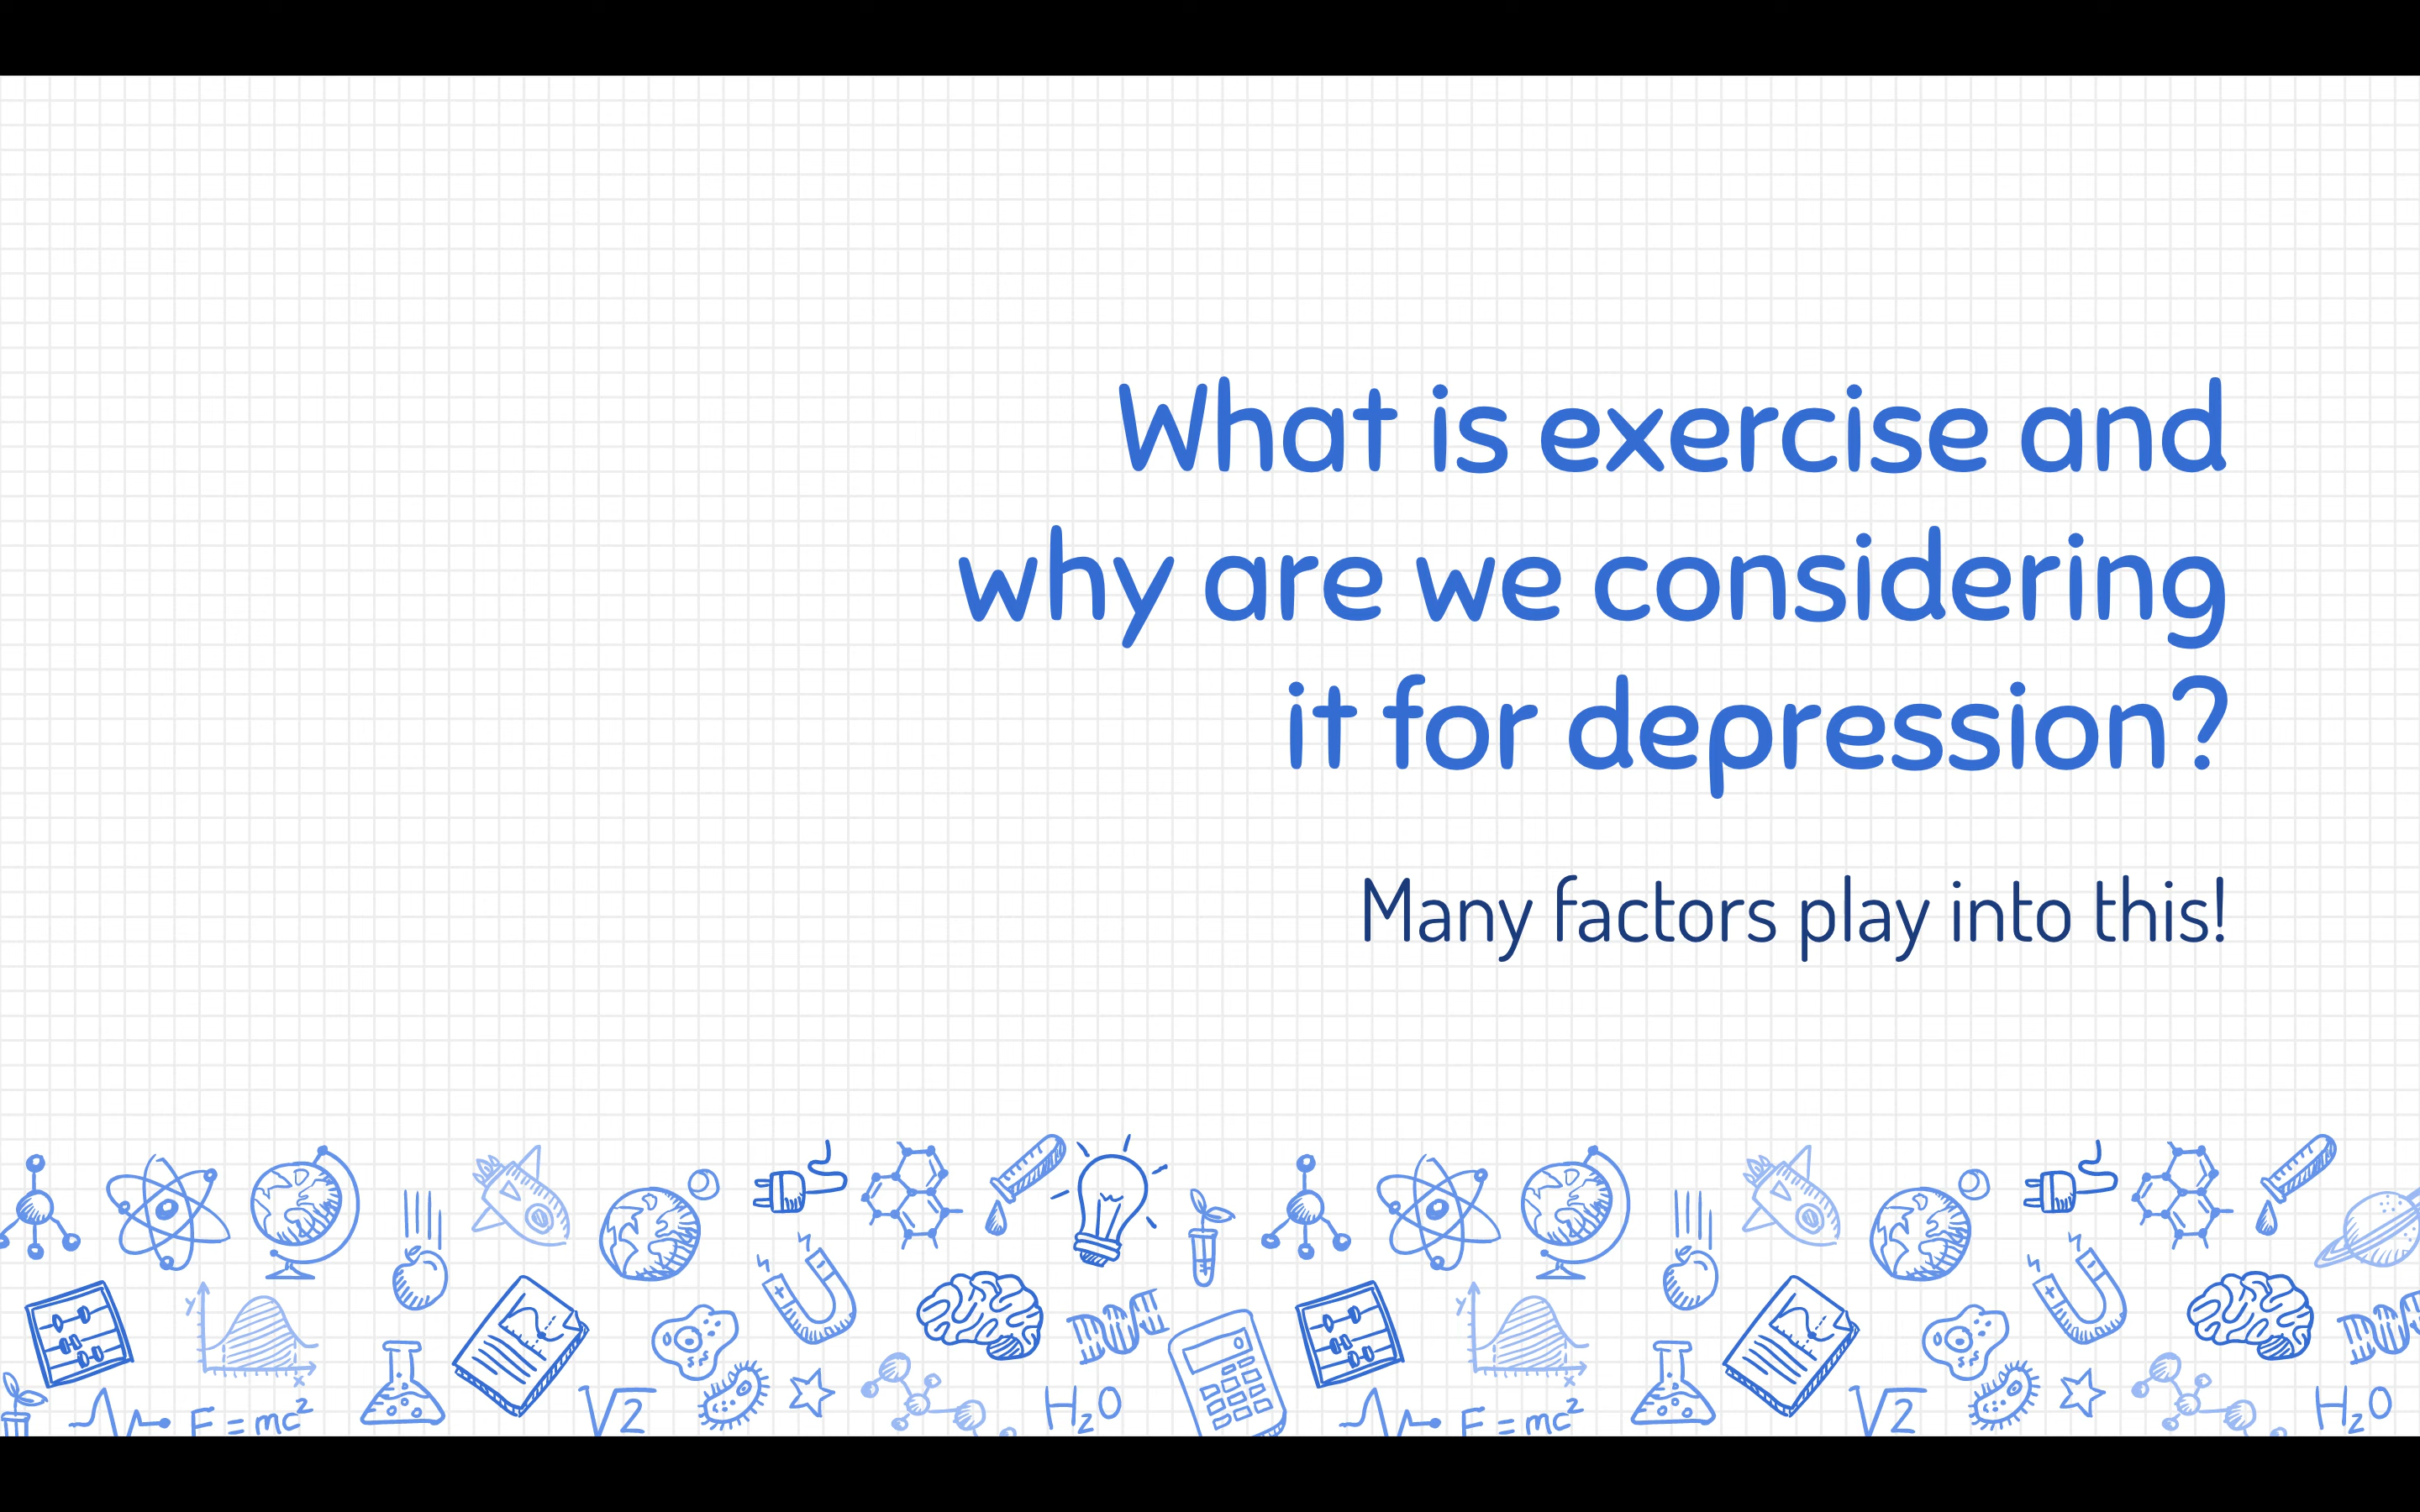 What is exercise and
why are we considering
it for depression?
Many factors play into this!
y
x
E=mc²
√2
H₂O
y
x
E=mc²
√2
H₂O